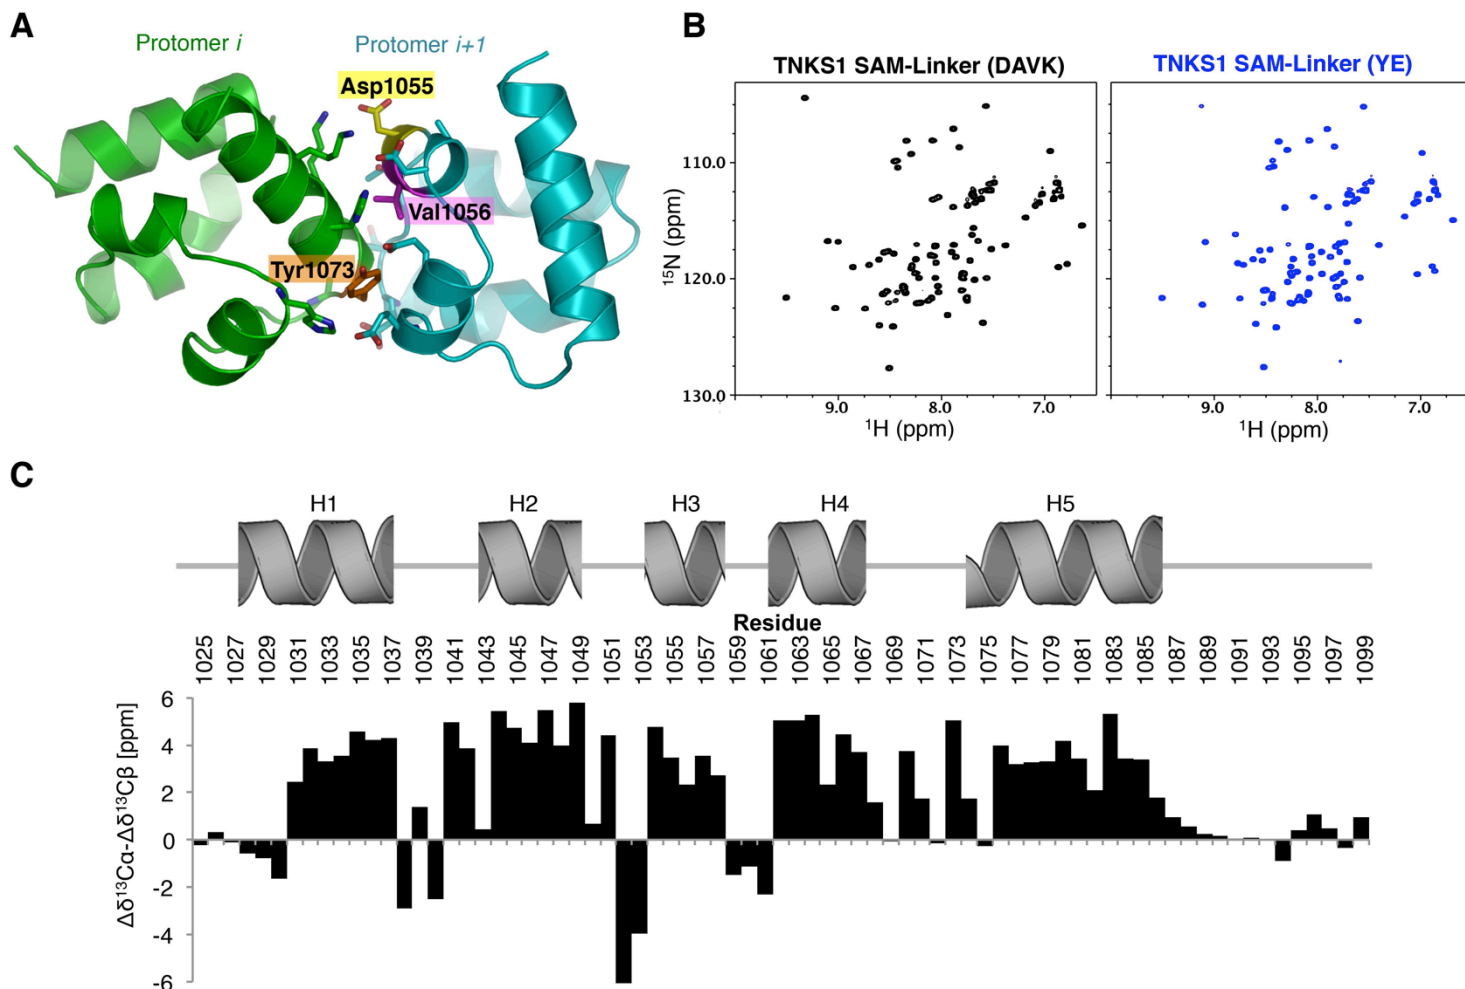 A
Protomer i
Protomer i+1
Asp1055
Val1056
Tyr1073
B
TNKS1 SAM-Linker (DAVK)
TNKS1 SAM-Linker (YE)
15N (ppm)
110.0
120.0
130.0
9.0 8.0 7.0
1H (ppm)
9.0 8.0 7.0
1H (ppm)
C
H1 H2 H3 H4 H5
Residue
1025 1027 1029 1031 1033 1035 1037 1039 1041 1043 1045 1047 1049 1051 1053 1055 1057 1059 1061 1063 1065 1067 1069 1071 1073 1075 1077 1079 1081 1083 1085 1087 1089 1091 1093 1095 1097 1099
Δδ13Cα-Δδ13Cβ [ppm]
6
4
2
0
-2
-4
-6